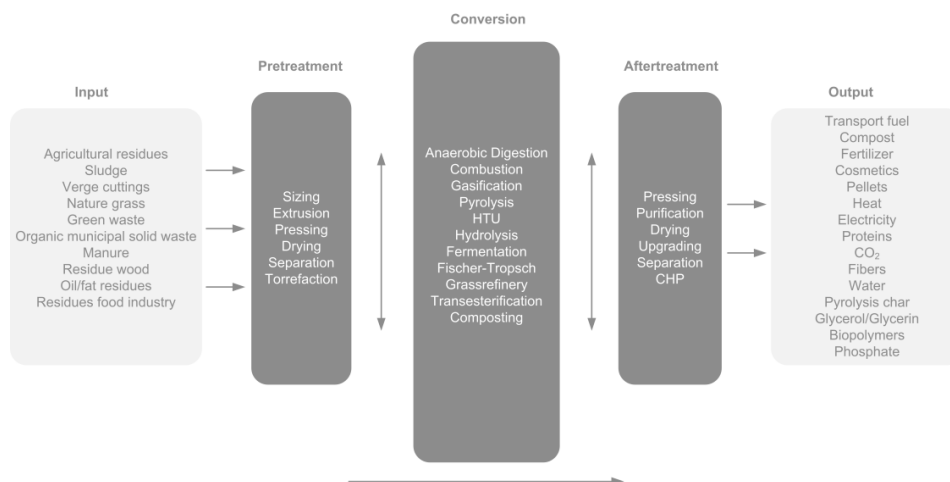 Conversion
Pretreatment
Aftertreatment
Input
Output
Agricultural residues
Sludge
Verge cuttings
Nature grass
Green waste
Organic municipal solid waste
Manure
Residue wood
Oil/fat residues
Residues food industry
Sizing
Extrusion
Pressing
Drying
Separation
Torrefaction
Anaerobic Digestion
Combustion
Gasification
Pyrolysis
HTU
Hydrolysis
Fermentation
Fischer-Tropsch
Grassrefinery
Transesterification
Composting
Pressing
Purification
Drying
Upgrading
Separation
CHP
Transport fuel
Compost
Fertilizer
Cosmetics
Pellets
Heat
Electricity
Proteins
CO₂
Fibers
Water
Pyrolysis char
Glycerol/Glycerin
Biopolymers
Phosphate